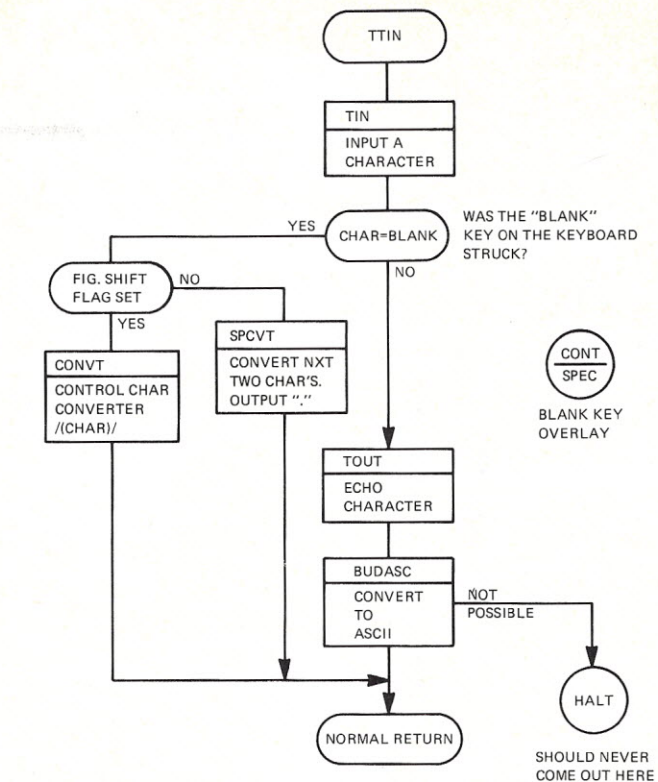 TTIN
TIN
INPUT A
CHARACTER
YES
CHAR=BLANK
WAS THE "BLANK"
KEY ON THE KEYBOARD
STRUCK?
NO
FIG. SHIFT
FLAG SET
NO
YES
CONVT
CONTROL CHAR
CONVERTER
/(CHAR)/
SPCVT
CONVERT NXT
TWO CHAR'S.
OUTPUT "."
CONT
SPEC
BLANK KEY
OVERLAY
TOUT
ECHO
CHARACTER
BUDASC
CONVERT
TO
ASCII
NOT
POSSIBLE
HALT
NORMAL RETURN
SHOULD NEVER
COME OUT HERE